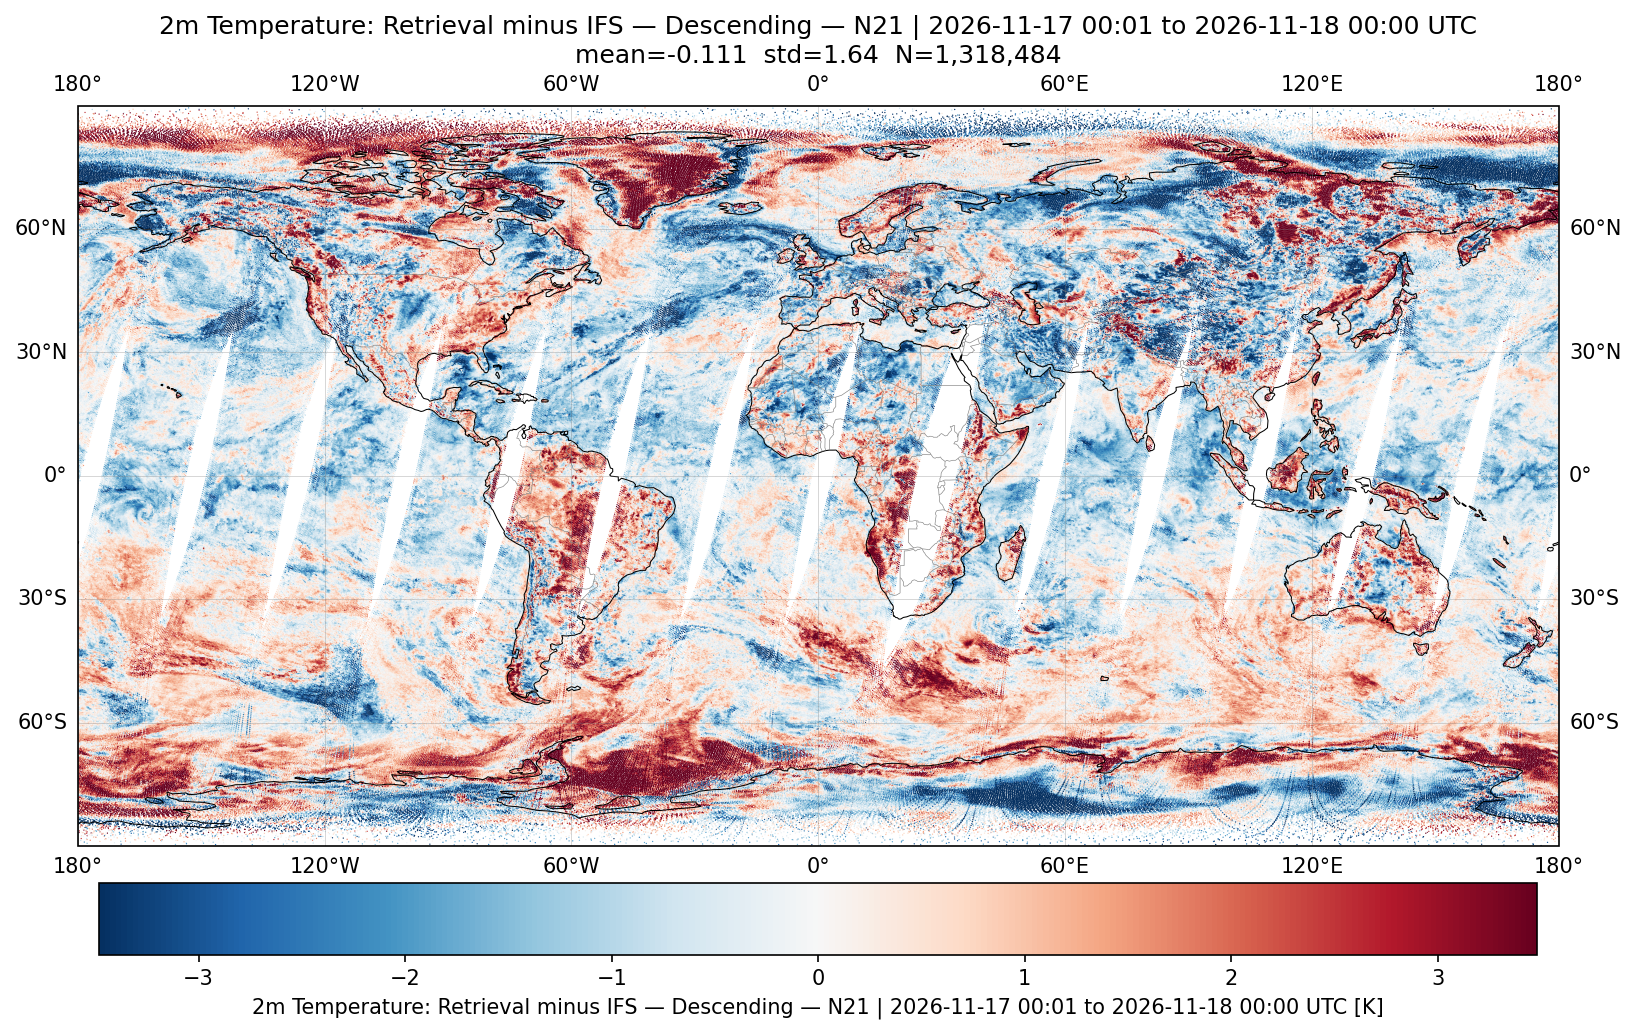 2m Temperature: Retrieval minus IFS — Descending — N21 | 2026-11-17 00:01 to 2026-11-18 00:00 UTC
mean=-0.111  std=1.64  N=1,318,484
180° 120°W 60°W 0° 60°E 120°E 180°
60°N 60°N
30°N 30°N
0° 0°
30°S 30°S
60°S 60°S
180° 120°W 60°W 0° 60°E 120°E 180°
−3 −2 −1 0 1 2 3
2m Temperature: Retrieval minus IFS — Descending — N21 | 2026-11-17 00:01 to 2026-11-18 00:00 UTC [K]